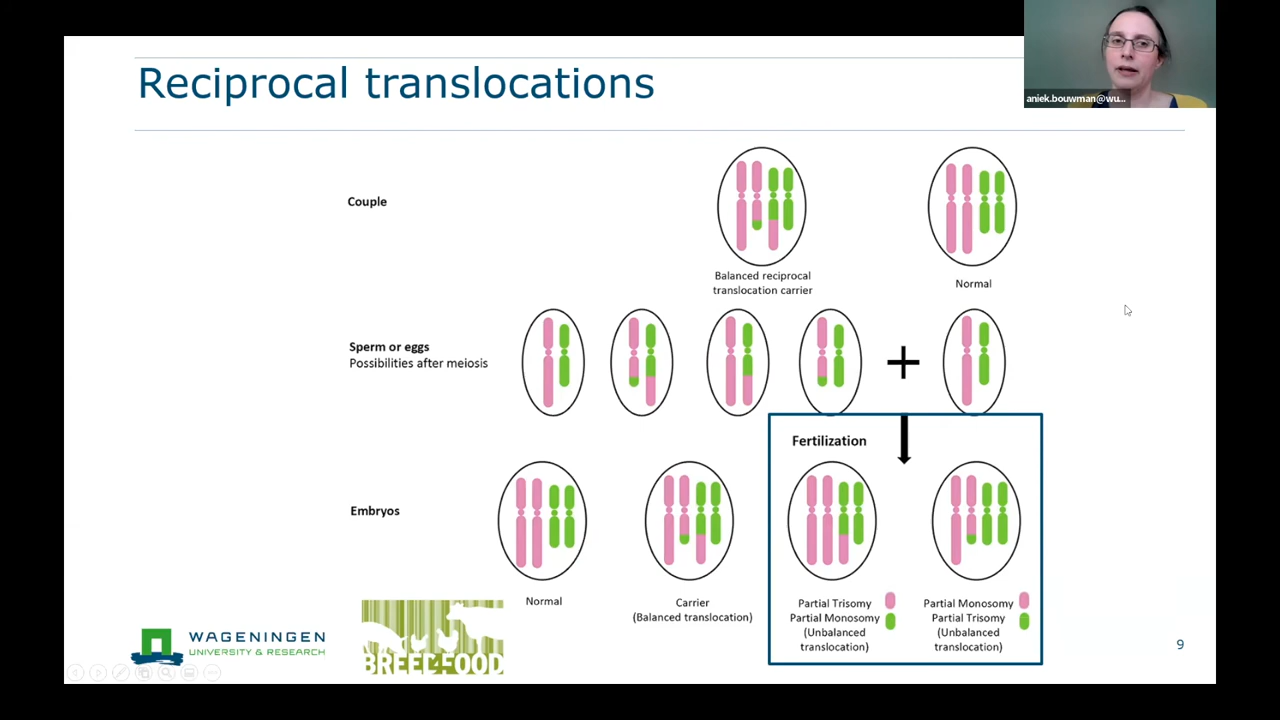 Reciprocal translocations
aniek.bouwman@wu...
Couple
Balanced reciprocal
translocation carrier
Normal
Sperm or eggs
Possibilities after meiosis
Fertilization
Embryos
Normal
Carrier
(Balanced translocation)
Partial Trisomy
Partial Monosomy
(Unbalanced
translocation)
Partial Monosomy
Partial Trisomy
(Unbalanced
translocation)
WAGENINGEN
UNIVERSITY & RESEARCH
BREED4FOOD
9